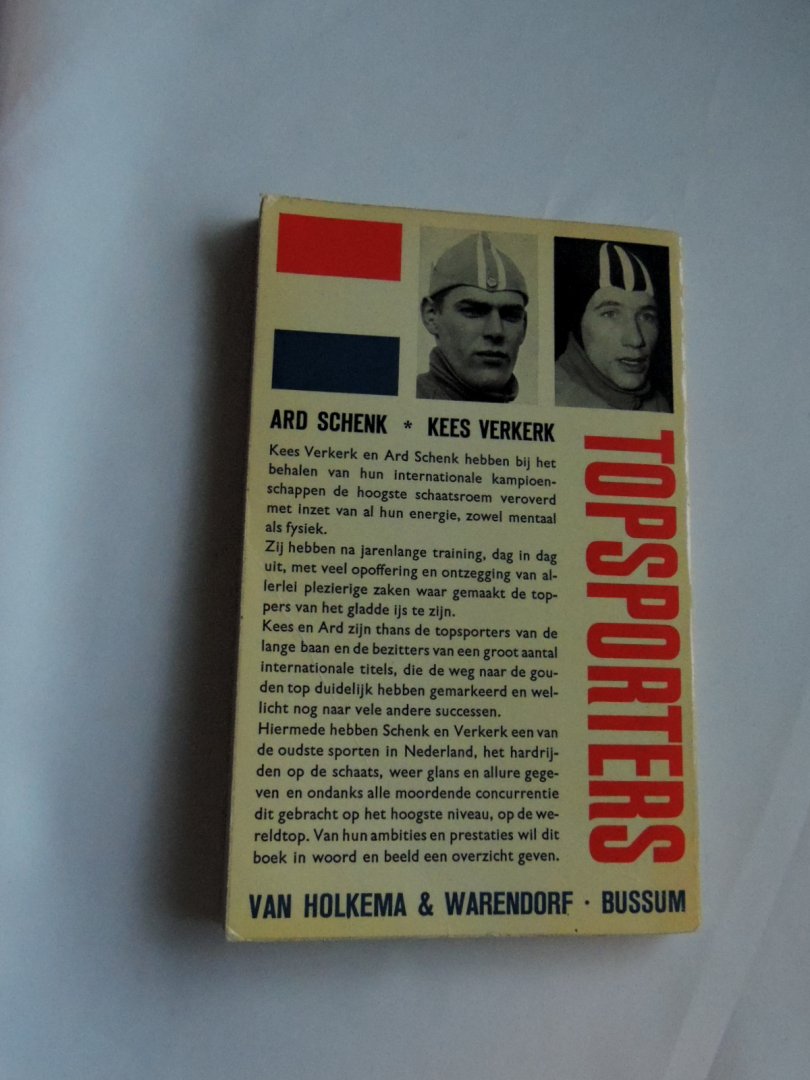 ARD SCHENK * KEES VERKERK
Kees Verkerk en Ard Schenk hebben bij het
behalen van hun internationale kampioen-
schappen de hoogste schaatsroem veroverd
met inzet van al hun energie, zowel mentaal
als fysiek.
Zij hebben na jarenlange training, dag in dag
uit, met veel opoffering en ontzegging van al-
lerlei plezierige zaken waar gemaakt de top-
pers van het gladde ijs te zijn.
Kees en Ard zijn thans de topsporters van de
lange baan en de bezitters van een groot aantal
internationale titels, die de weg naar de gou-
den top duidelijk hebben gemarkeerd en wel-
licht nog naar vele andere successen.
Hiermede hebben Schenk en Verkerk een van
de oudste sporten in Nederland, het hardrij-
den op de schaats, weer glans en allure gege-
ven en ondanks alle moordende concurrentie
dit gebracht op het hoogste niveau, op de we-
reldtop. Van hun ambities en prestaties wil dit
boek in woord en beeld een overzicht geven.
TOPSPORTERS
VAN HOLKEMA & WARENDORF · BUSSUM